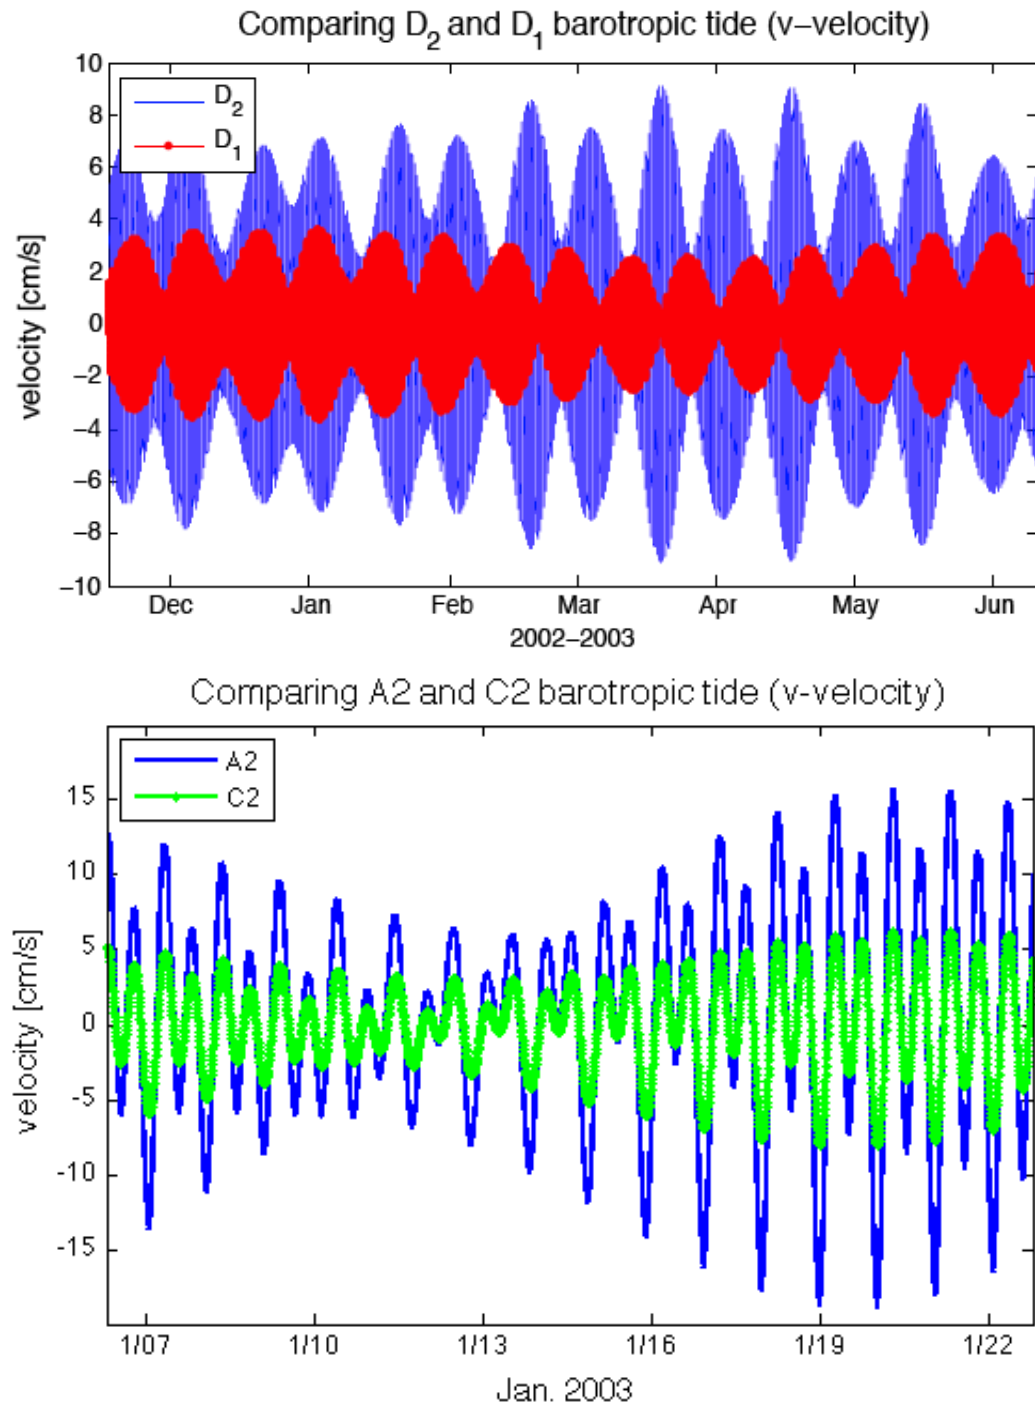 Comparing D₂ and D₁ barotropic tide (v−velocity)
10
8
6
4
2
0
−2
−4
−6
−8
−10
velocity [cm/s]
D₂
D₁
Dec Jan Feb Mar Apr May Jun
2002−2003
Comparing A2 and C2 barotropic tide (v-velocity)
15
10
5
0
-5
-10
-15
velocity [cm/s]
A2
C2
1/07 1/10 1/13 1/16 1/19 1/22
Jan. 2003